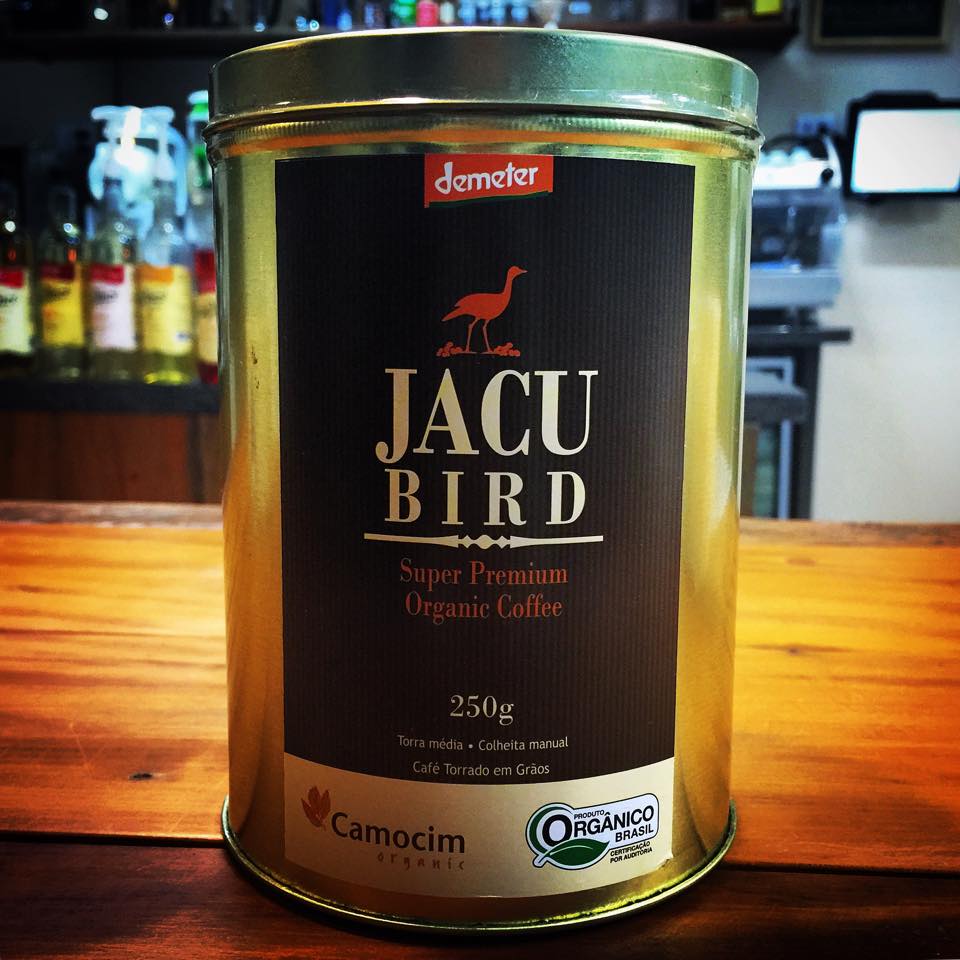 demeter
JACU
BIRD
Super Premium
Organic Coffee
250g
Torra média • Colheita manual
Café Torrado em Grãos
Camocim
organic
PRODUTO
ORGÂNICO
BRASIL
CERTIFICAÇÃO
POR AUDITORIA